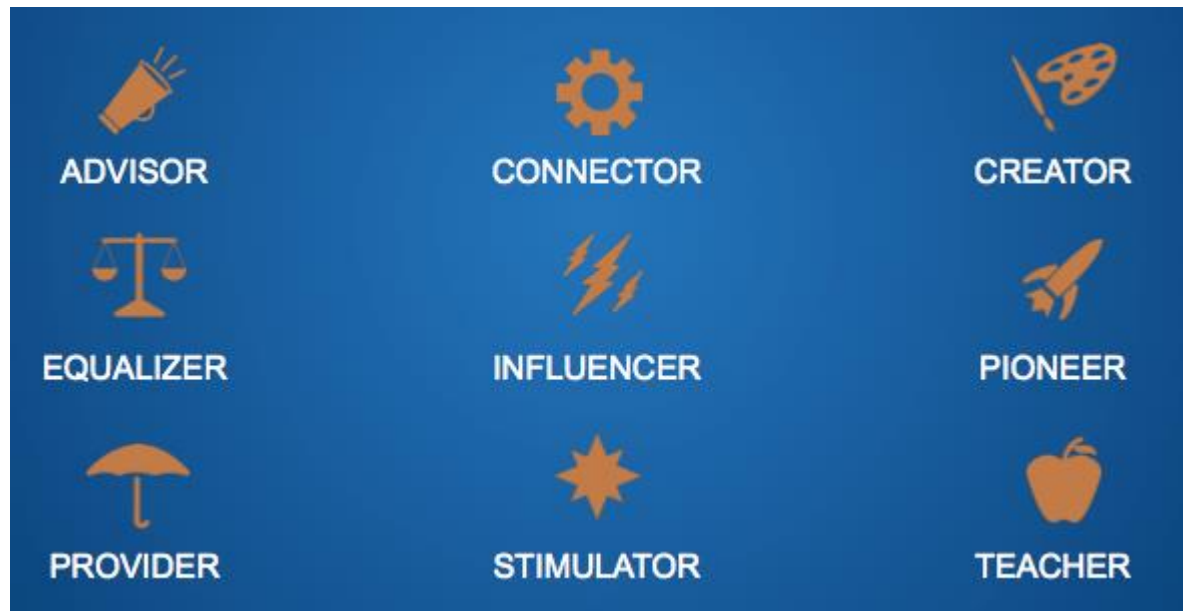 ADVISOR CONNECTOR CREATOR
EQUALIZER INFLUENCER PIONEER
PROVIDER STIMULATOR TEACHER